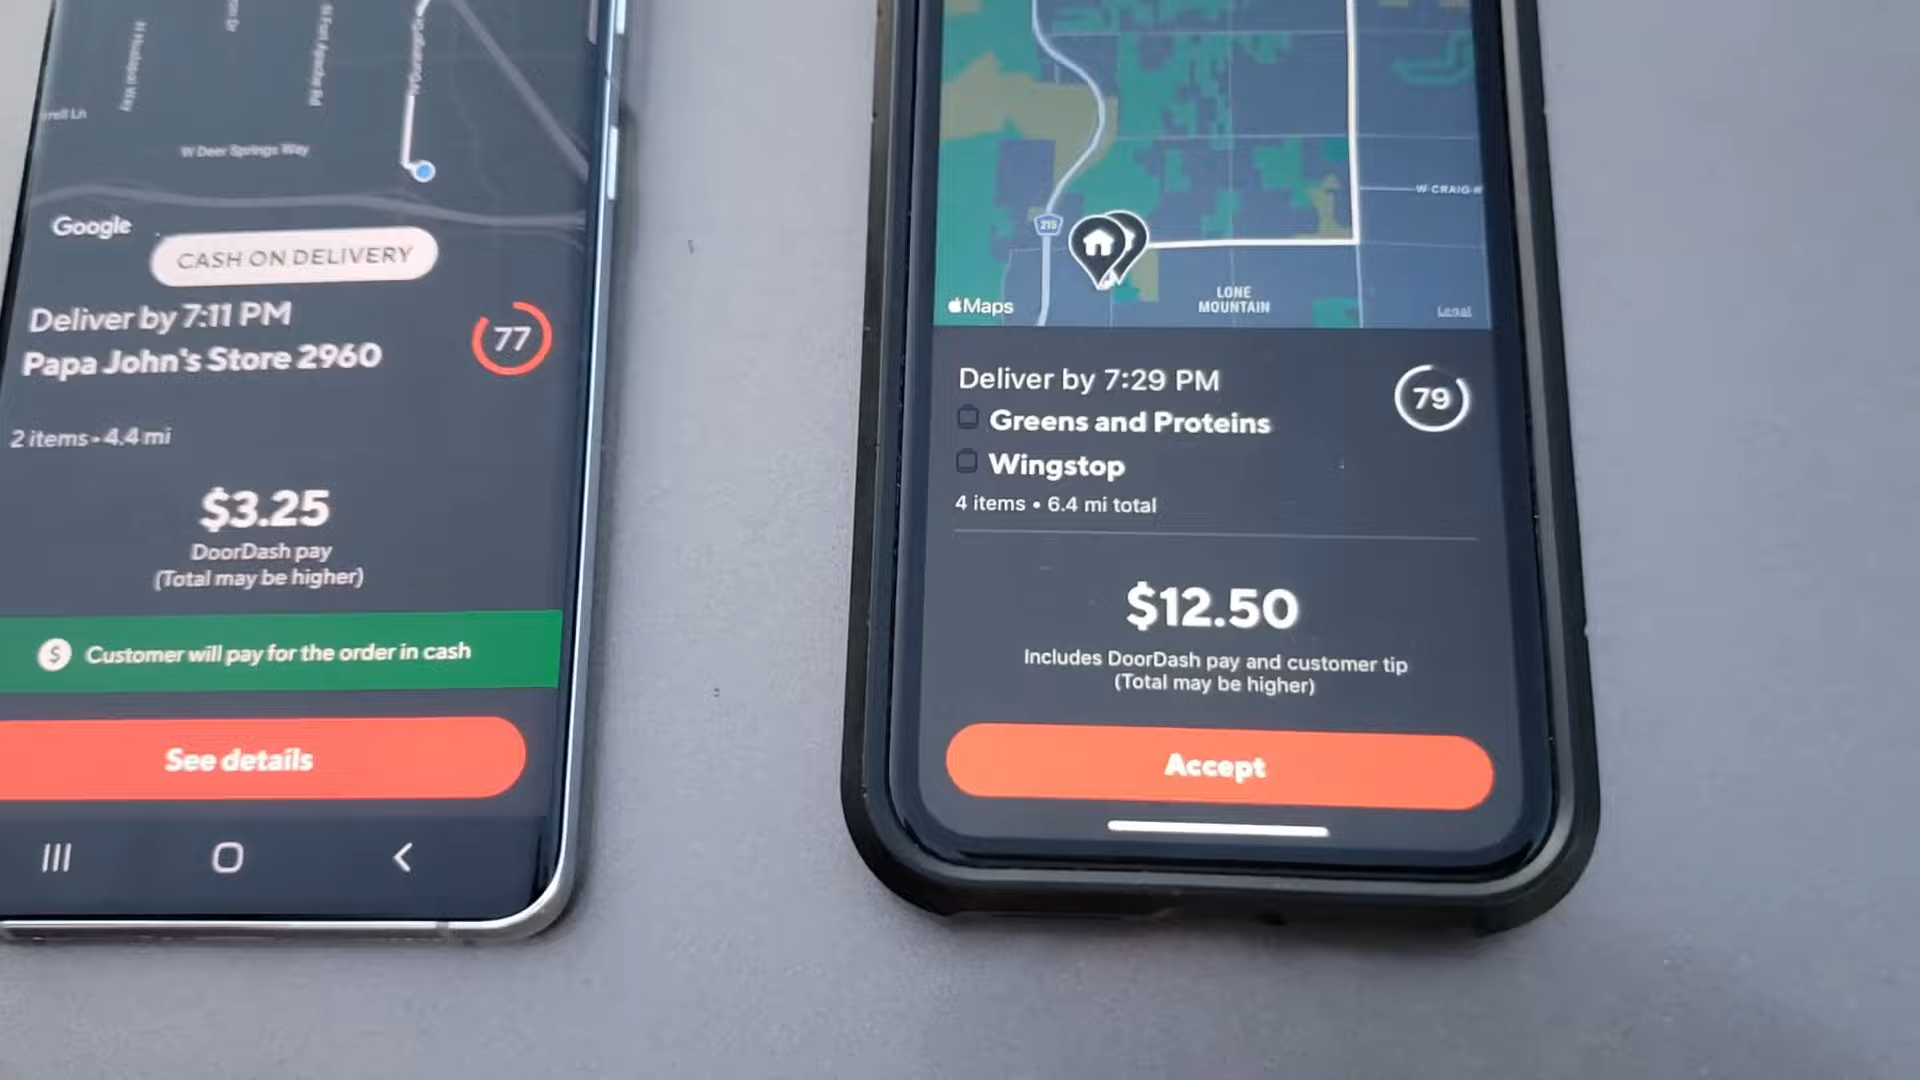 W Deer Springs Way
Google
CASH ON DELIVERY
Deliver by 7:11 PM
Papa John's Store 2960
77
2 items • 4.4 mi
$3.25
DoorDash pay
(Total may be higher)
$ Customer will pay for the order in cash
See details
W CRAIG
215
LONE
MOUNTAIN
Maps
Legal
Deliver by 7:29 PM
79
Greens and Proteins
Wingstop
4 items • 6.4 mi total
$12.50
Includes DoorDash pay and customer tip
(Total may be higher)
Accept